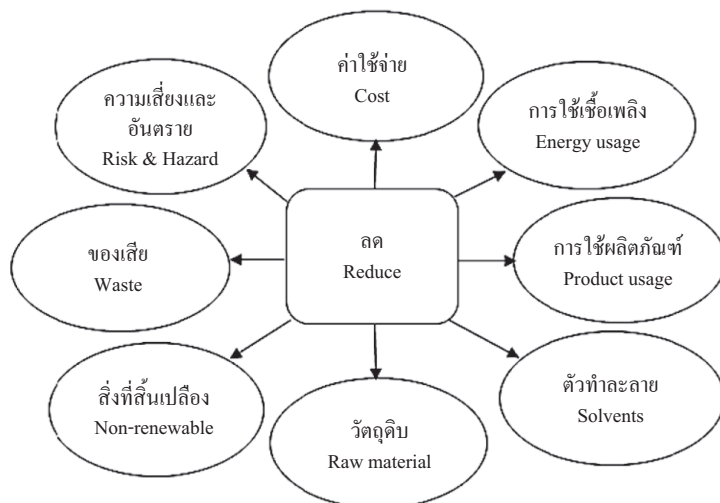 ค่าใช้จ่าย
Cost
ความเสี่ยงและ
อันตราย
Risk & Hazard
การใช้เชื้อเพลิง
Energy usage
ลด
Reduce
ของเสีย
Waste
การใช้ผลิตภัณฑ์
Product usage
สิ่งที่สิ้นเปลือง
Non-renewable
วัตถุดิบ
Raw material
ตัวทำละลาย
Solvents